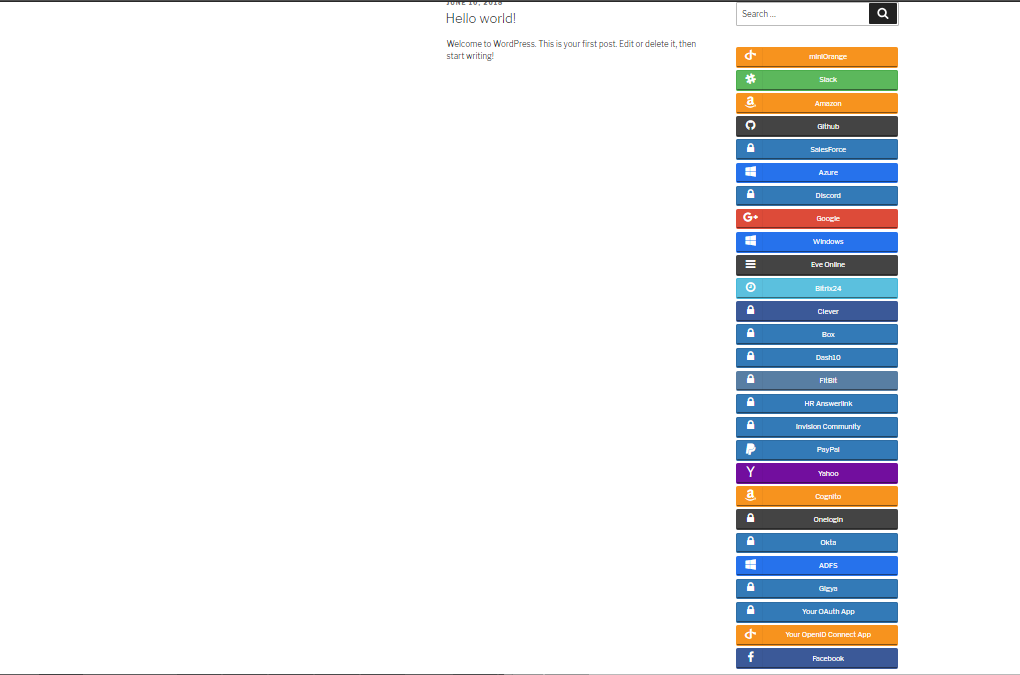 JUNE 10, 2018
Hello world!
Welcome to WordPress. This is your first post. Edit or delete it, then
start writing!
Search …
miniOrange
Slack
Amazon
Github
SalesForce
Azure
Discord
Google
Windows
Eve Online
Bitrix24
Clever
Box
Dash10
FitBit
HR Answerlink
Invision Community
PayPal
Yahoo
Cognito
Onelogin
Okta
ADFS
Gigya
Your OAuth App
Your OpenID Connect App
Facebook